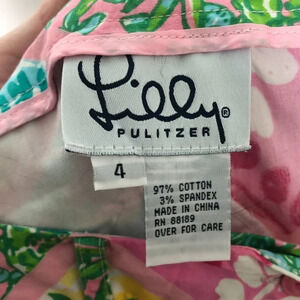 Lilly®
PULITZER
4
97% COTTON
3% SPANDEX
MADE IN CHINA
RN 88189
OVER FOR CARE